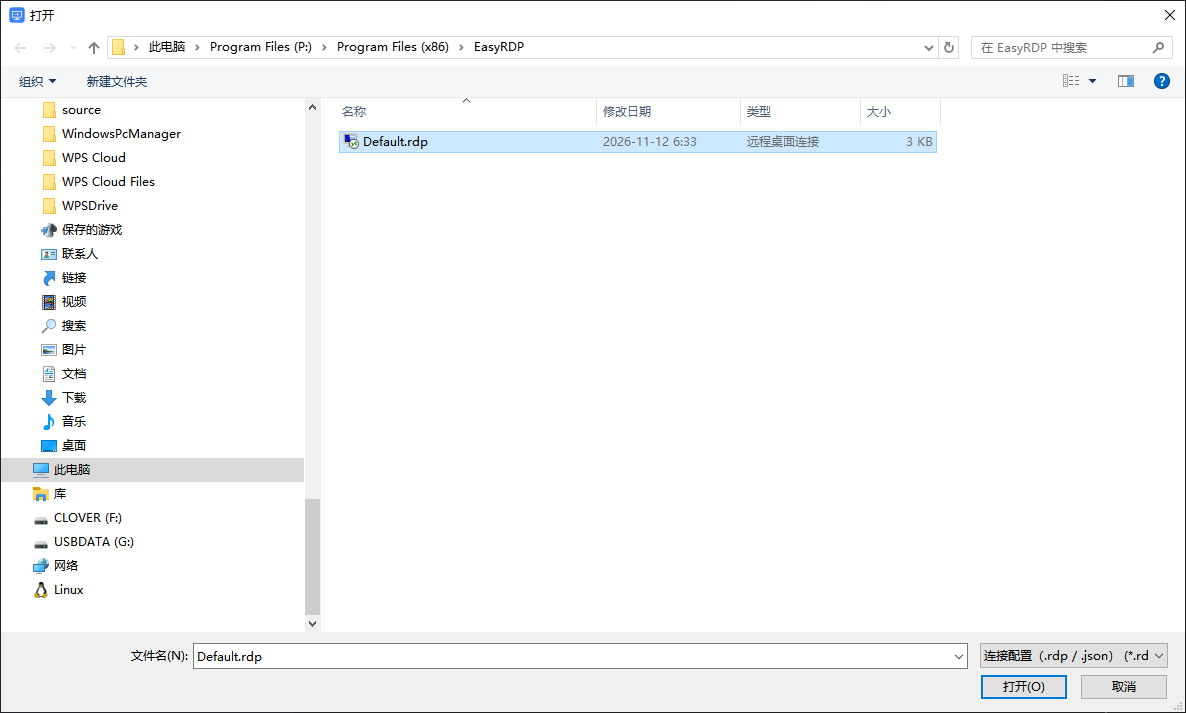 打开
此电脑 › Program Files (P:) › Program Files (x86) › EasyRDP
在 EasyRDP 中搜索
组织
新建文件夹
名称 修改日期 类型 大小
Default.rdp 2026-11-12 6:33 远程桌面连接 3 KB
source
WindowsPcManager
WPS Cloud
WPS Cloud Files
WPSDrive
保存的游戏
联系人
链接
视频
搜索
图片
文档
下载
音乐
桌面
此电脑
库
CLOVER (F:)
USBDATA (G:)
网络
Linux
文件名(N): Default.rdp
连接配置（.rdp / .json） (*.rd
打开(O)
取消